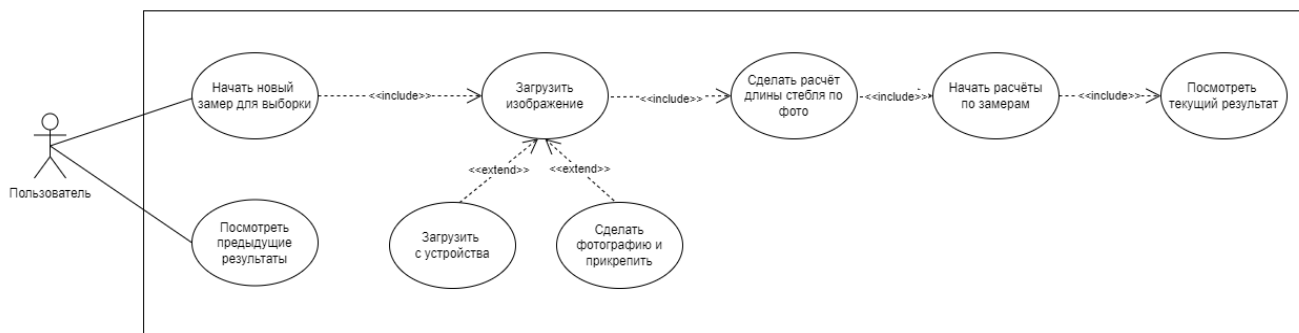 Начать новый
замер для выборки
<<include>>
Загрузить
изображение
<<include>>
Сделать расчёт
длины стебля по
фото
<<include>>
Начать расчёты
по замерам
<<include>>
Посмотреть
текущий результат
Пользователь
<<extend>>
<<extend>>
Посмотреть
предыдущие
результаты
Загрузить
с устройства
Сделать
фотографию и
прикрепить